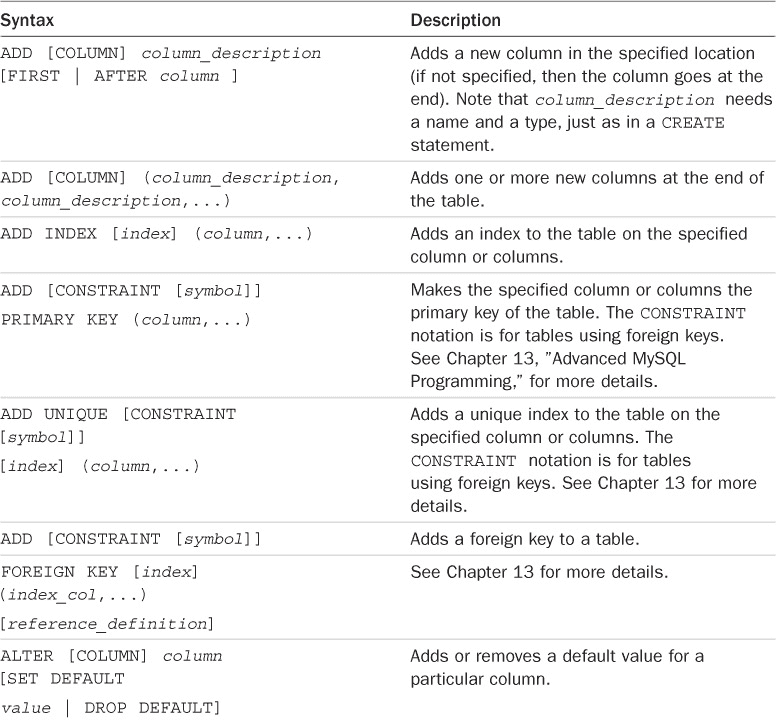 Syntax Description
ADD [COLUMN] column_description
[FIRST | AFTER column ]
Adds a new column in the specified location
(if not specified, then the column goes at the
end). Note that column_description needs
a name and a type, just as in a CREATE
statement.
ADD [COLUMN] (column_description,
column_description,...)
Adds one or more new columns at the end of
the table.
ADD INDEX [index] (column,...)
Adds an index to the table on the specified
column or columns.
ADD [CONSTRAINT [symbol]]
PRIMARY KEY (column,...)
Makes the specified column or columns the
primary key of the table. The CONSTRAINT
notation is for tables using foreign keys.
See Chapter 13, ”Advanced MySQL
Programming,” for more details.
ADD UNIQUE [CONSTRAINT
[symbol]]
[index] (column,...)
Adds a unique index to the table on the
specified column or columns. The
CONSTRAINT notation is for tables
using foreign keys. See Chapter 13 for more
details.
ADD [CONSTRAINT [symbol]]
Adds a foreign key to a table.
FOREIGN KEY [index]
(index_col,...)
[reference_definition]
See Chapter 13 for more details.
ALTER [COLUMN] column
[SET DEFAULT
value | DROP DEFAULT]
Adds or removes a default value for a
particular column.